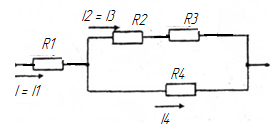 I2 = I3
R2
R3
R1
R4
I = I1
I4